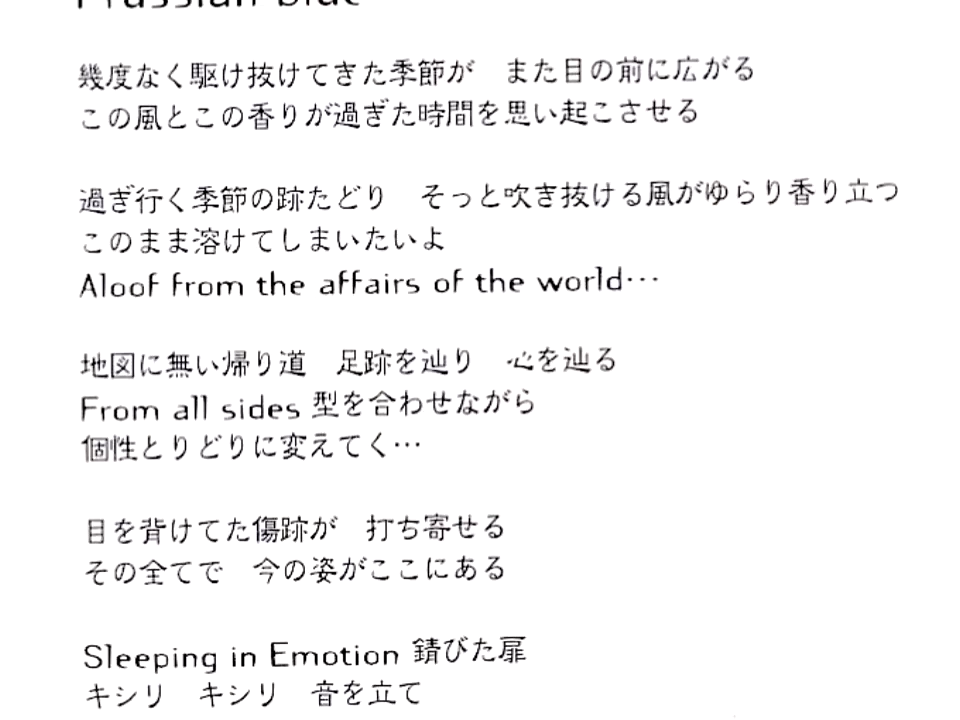 Prussian blue
幾度なく駆け抜けてきた季節が　また目の前に広がる
この風とこの香りが過ぎた時間を思い起こさせる
過ぎ行く季節の跡たどり　そっと吹き抜ける風がゆらり香り立つ
このまま溶けてしまいたいよ
Aloof from the affairs of the world…
地図に無い帰り道　足跡を辿り　心を辿る
From all sides 型を合わせながら
個性とりどりに変えてく…
目を背けてた傷跡が　打ち寄せる
その全てで　今の姿がここにある
Sleeping in Emotion 錆びた扉
キシリ　キシリ　音を立て